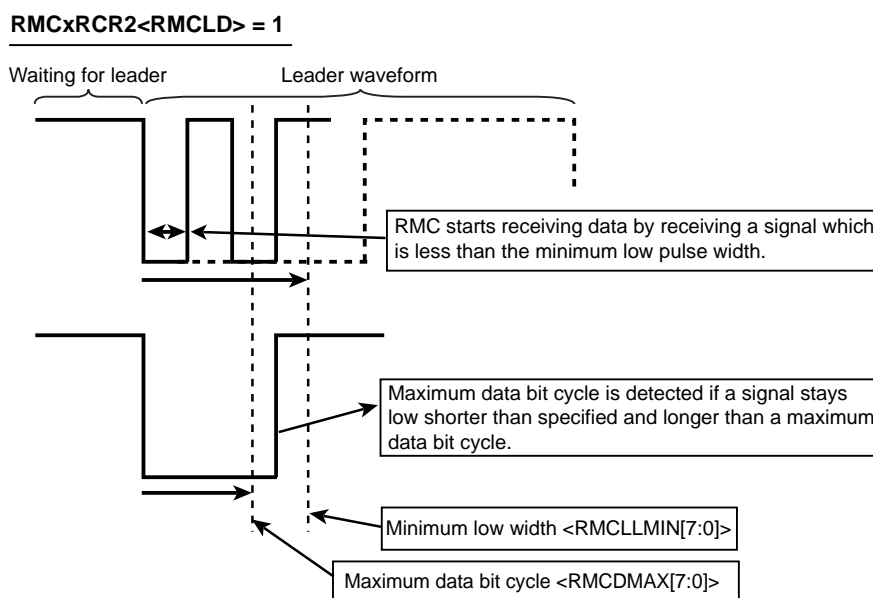 RMCxRCR2<RMCLD> = 1
Waiting for leader
Leader waveform
RMC starts receiving data by receiving a signal which
is less than the minimum low pulse width.
Maximum data bit cycle is detected if a signal stays
low shorter than specified and longer than a maximum
data bit cycle.
Minimum low width <RMCLLMIN[7:0]>
Maximum data bit cycle <RMCDMAX[7:0]>